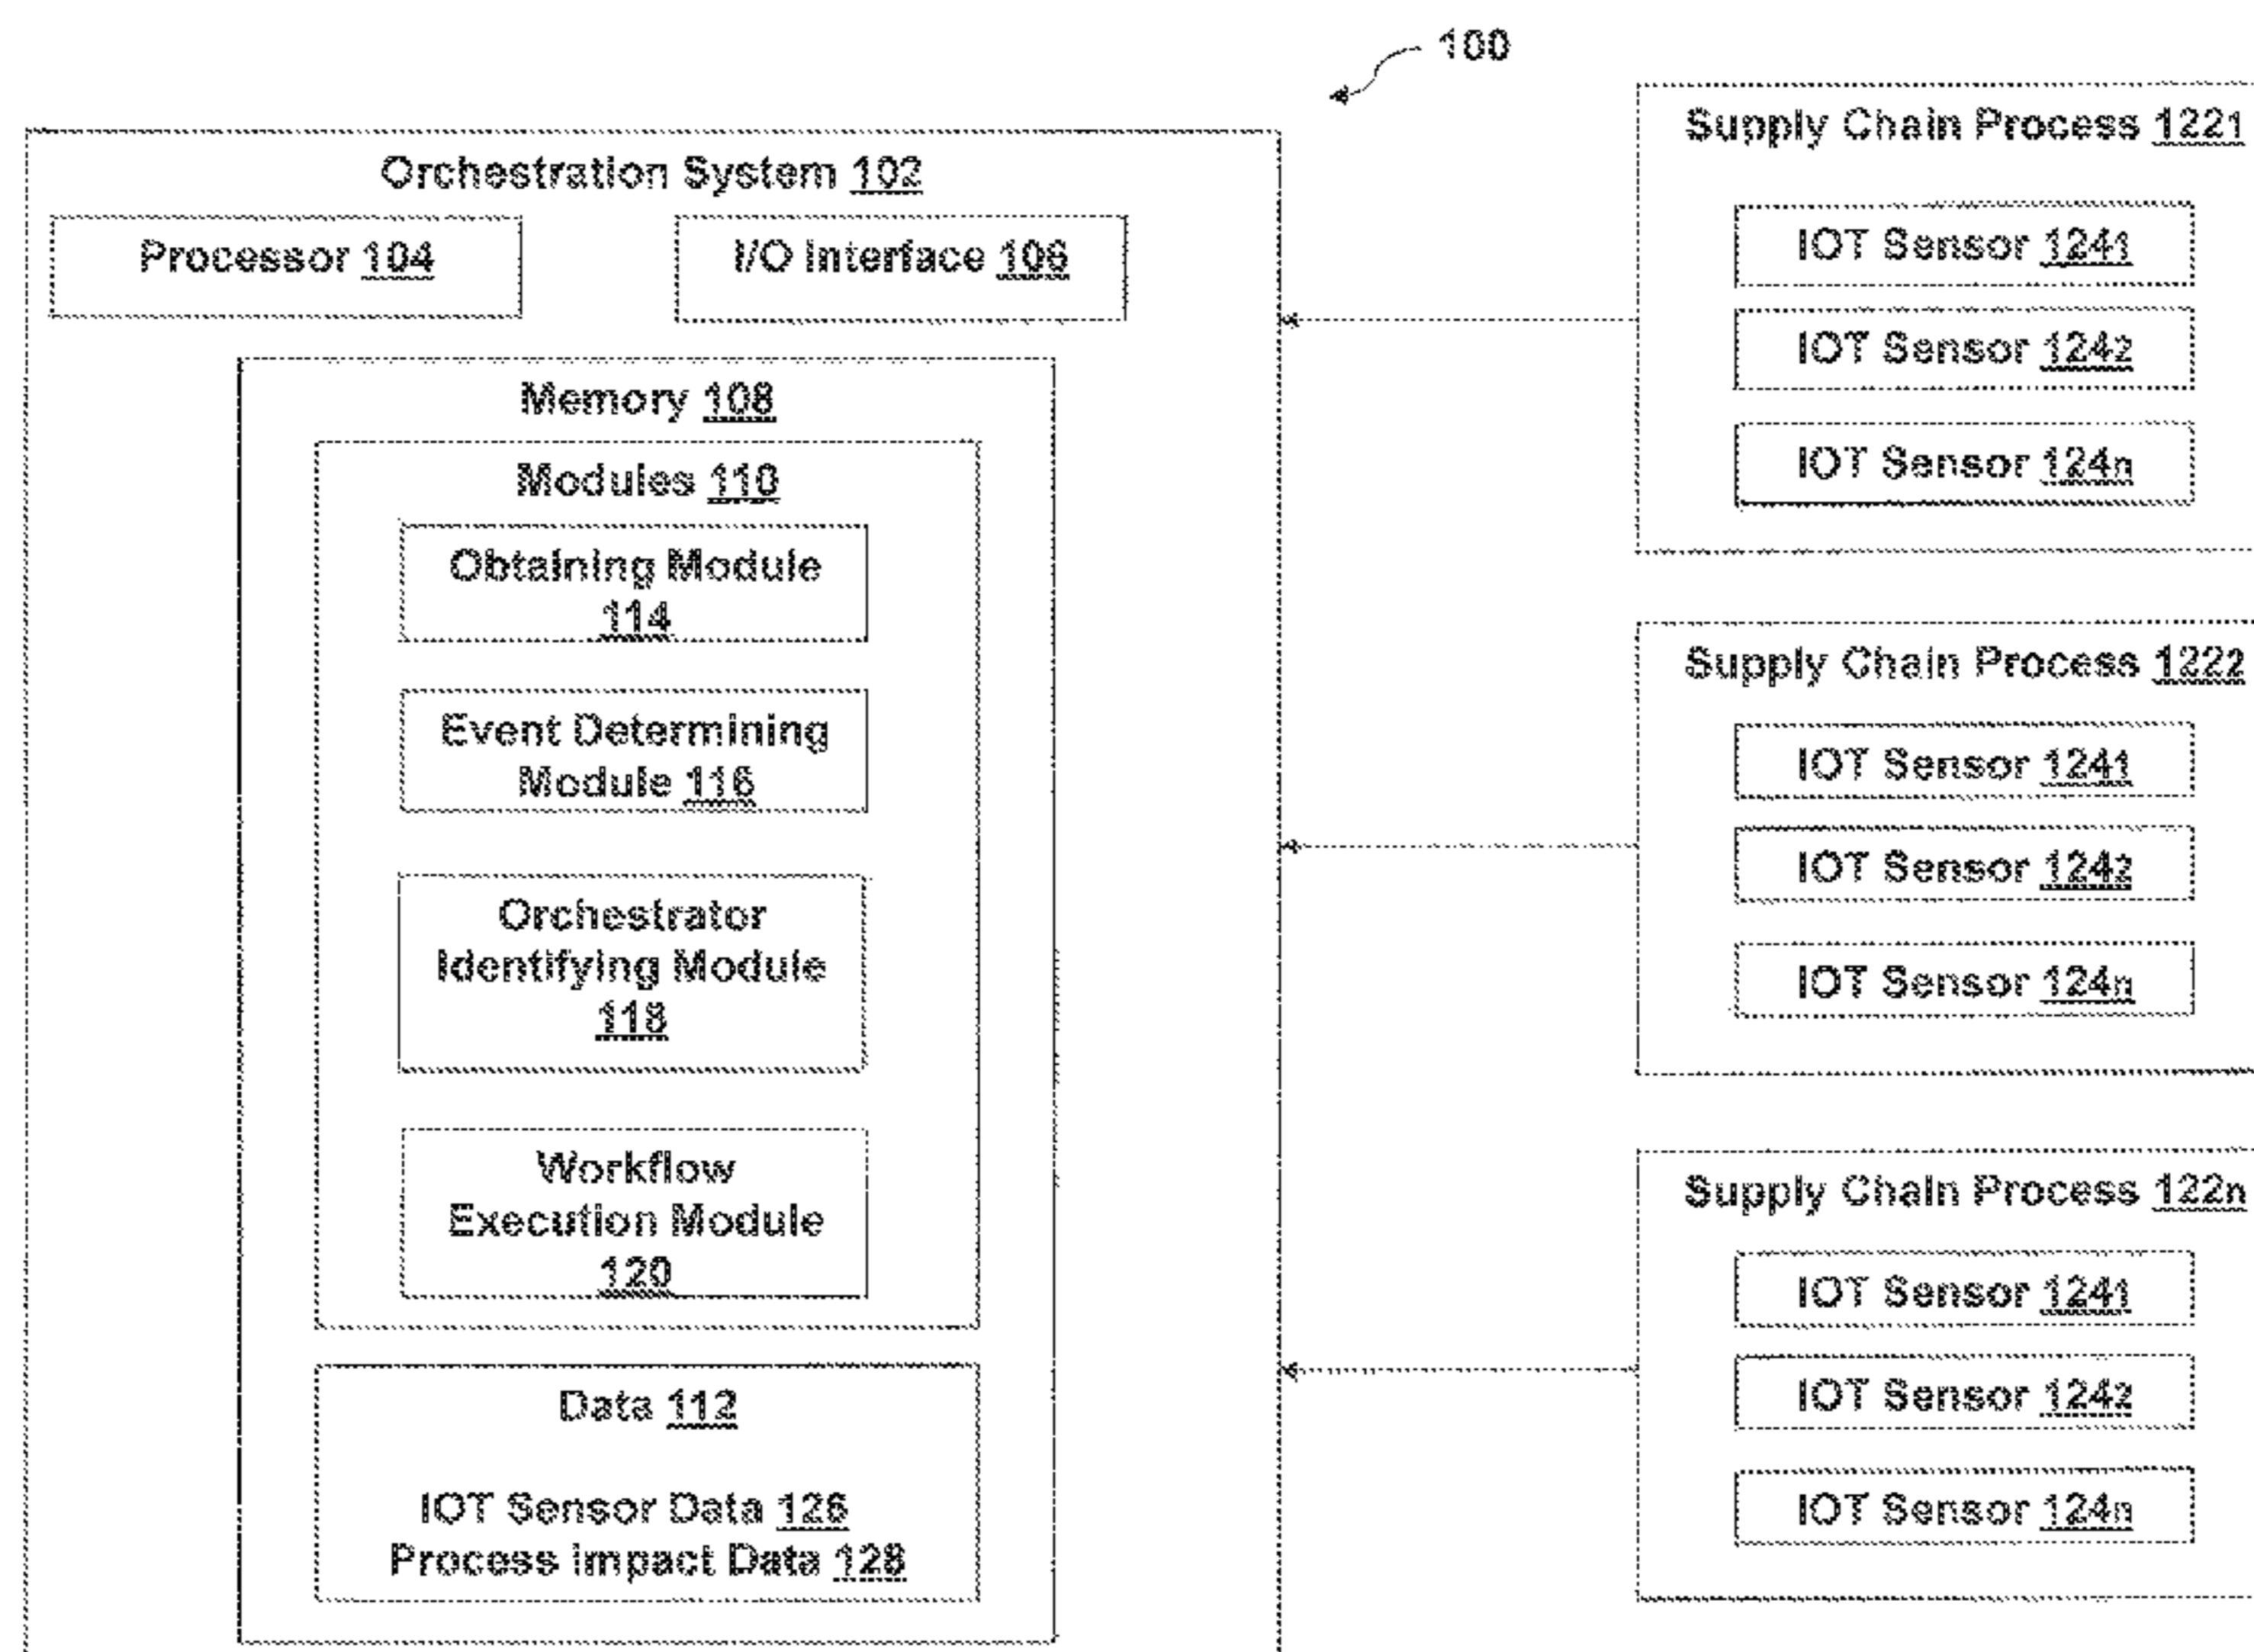 100
Orchestration System 102
Processor 104
I/O Interface 106
Memory 108
Modules 110
Obtaining Module
114
Event Determining
Module 116
Orchestrator
Identifying Module
118
Workflow
Execution Module
120
Data 112
IOT Sensor Data 126
Process Impact Data 128
Supply Chain Process 1221
IOT Sensor 1241
IOT Sensor 1242
IOT Sensor 124n
Supply Chain Process 1222
IOT Sensor 1241
IOT Sensor 1242
IOT Sensor 124n
Supply Chain Process 122n
IOT Sensor 1241
IOT Sensor 1242
IOT Sensor 124n